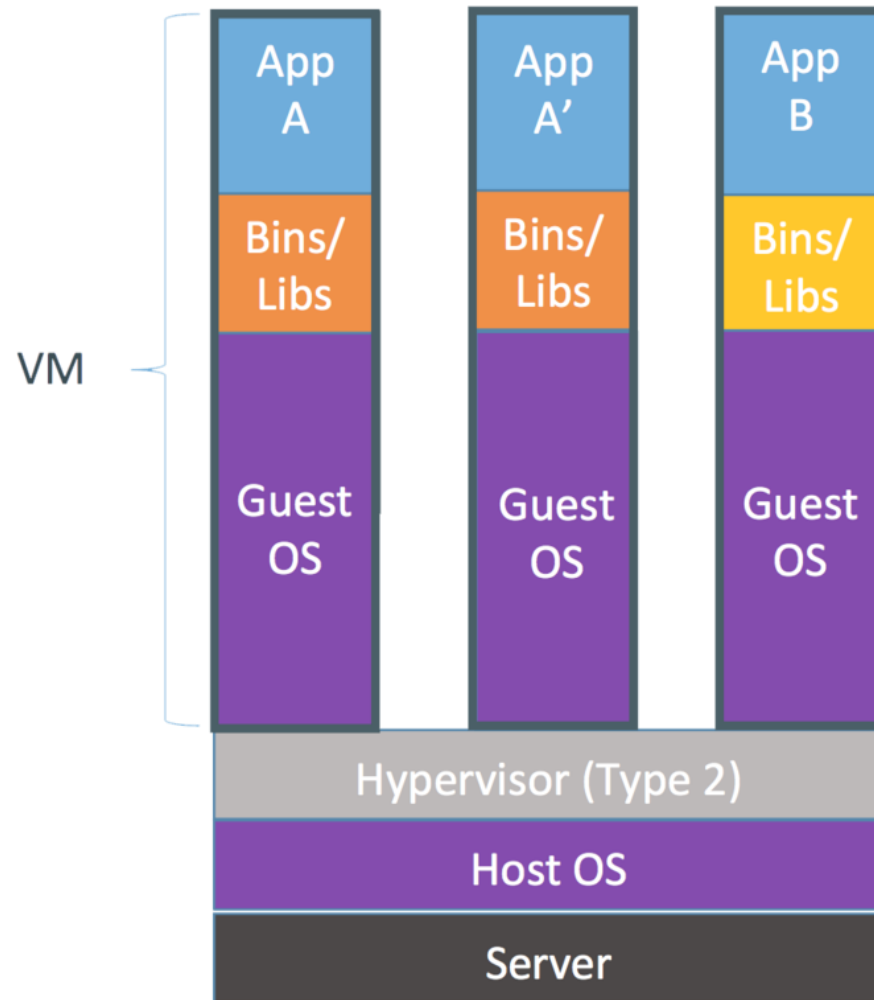 App
A
App
A’
App
B
Bins/
Libs
Bins/
Libs
Bins/
Libs
VM
Guest
OS
Guest
OS
Guest
OS
Hypervisor (Type 2)
Host OS
Server